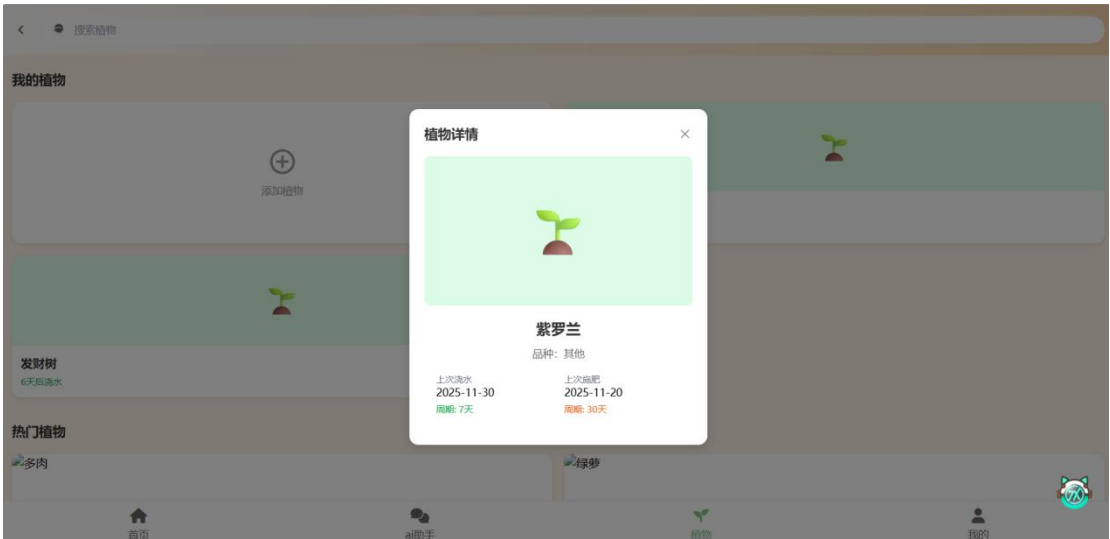 搜索植物
我的植物
添加植物
植物详情
紫罗兰
品种：其他
上次浇水
上次施肥
2025-11-30
2025-11-20
周期: 7天
周期: 30天
发财树
6天后浇水
热门植物
多肉
绿萝
首页
ai助手
植物
我的